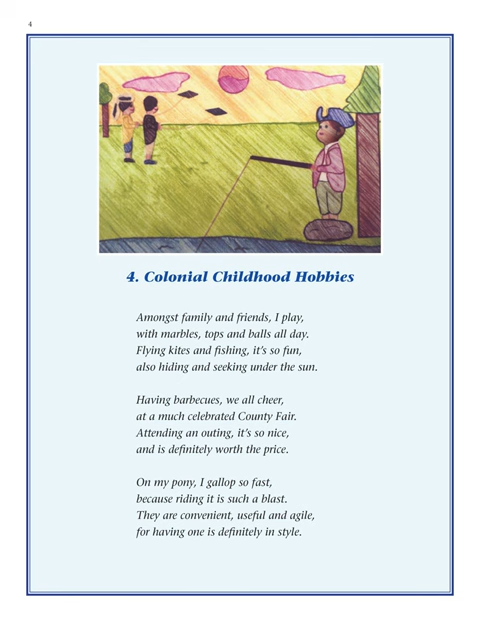 4
4. Colonial Childhood Hobbies
Amongst family and friends, I play,
with marbles, tops and balls all day.
Flying kites and fishing, it's so fun,
also hiding and seeking under the sun.
Having barbecues, we all cheer,
at a much celebrated County Fair.
Attending an outing, it's so nice,
and is definitely worth the price.
On my pony, I gallop so fast,
because riding it is such a blast.
They are convenient, useful and agile,
for having one is definitely in style.